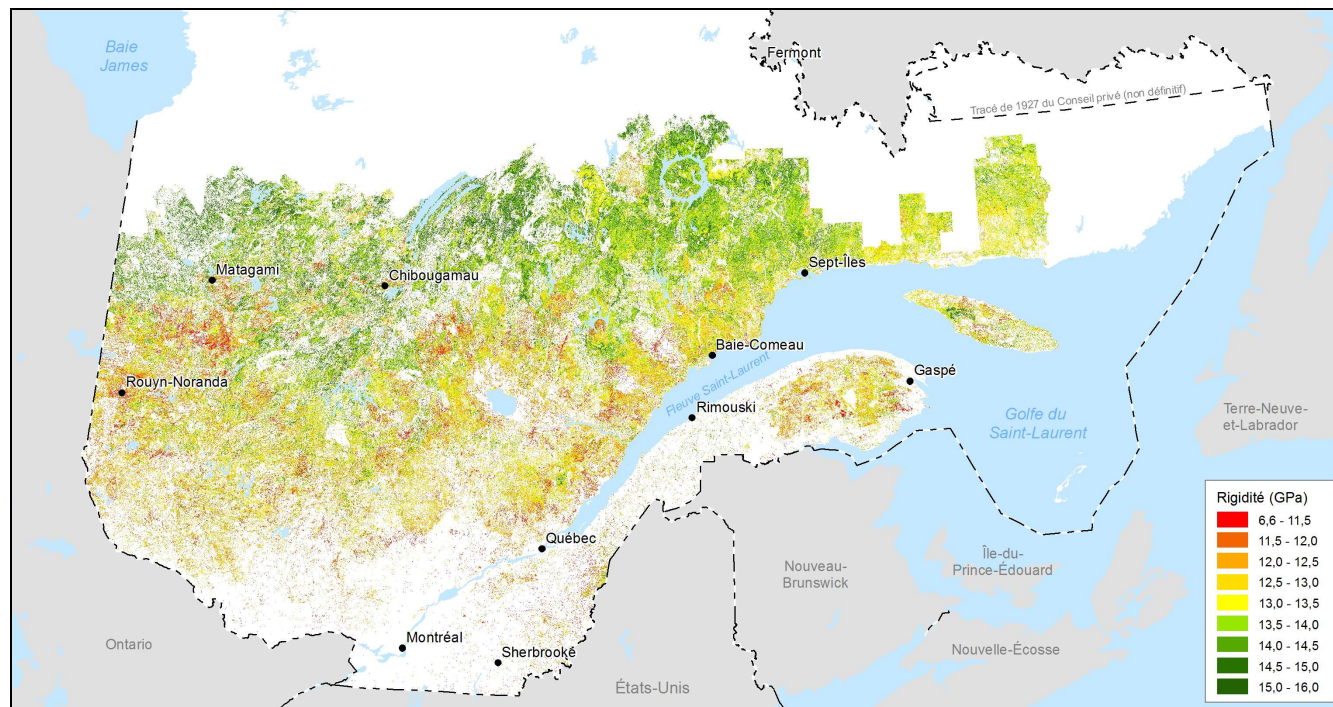 Baie
James
Fermont
Tracé de 1927 du Conseil privé (non définitif)
Matagami
Chibougamau
Sept-Îles
Baie-Comeau
Fleuve Saint-Laurent
Rouyn-Noranda
Gaspé
Rimouski
Golfe du
Saint-Laurent
Terre-Neuve-
et-Labrador
Québec
Nouveau-
Brunswick
Île-du-
Prince-Édouard
Ontario
Montréal
Sherbrooke
Nouvelle-Écosse
États-Unis
Rigidité (GPa)
6,6 - 11,5
11,5 - 12,0
12,0 - 12,5
12,5 - 13,0
13,0 - 13,5
13,5 - 14,0
14,0 - 14,5
14,5 - 15,0
15,0 - 16,0